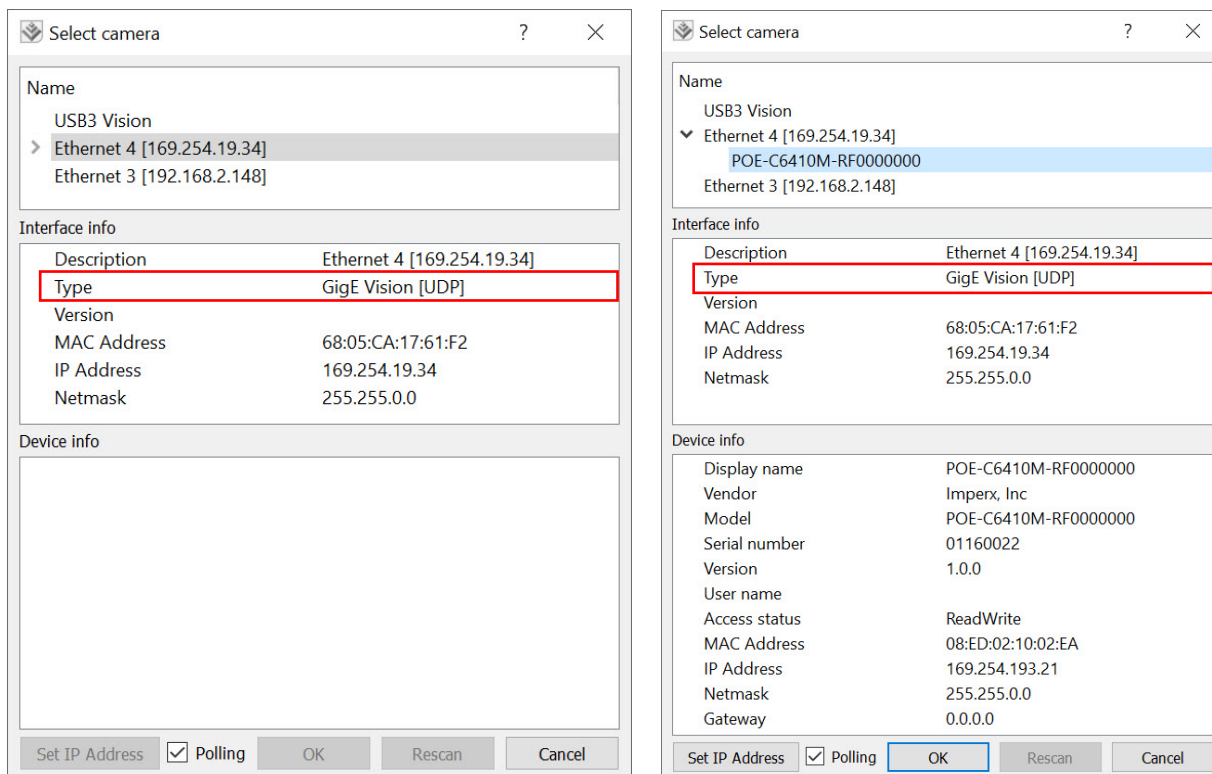 Select camera ?
Name
USB3 Vision
Ethernet 4 [169.254.19.34]
Ethernet 3 [192.168.2.148]
Interface info
Description Ethernet 4 [169.254.19.34]
Type GigE Vision [UDP]
Version
MAC Address 68:05:CA:17:61:F2
IP Address 169.254.19.34
Netmask 255.255.0.0
Device info
Set IP Address Polling OK Rescan Cancel
Select camera ?
Name
USB3 Vision
Ethernet 4 [169.254.19.34]
POE-C6410M-RF0000000
Ethernet 3 [192.168.2.148]
Interface info
Description Ethernet 4 [169.254.19.34]
Type GigE Vision [UDP]
Version
MAC Address 68:05:CA:17:61:F2
IP Address 169.254.19.34
Netmask 255.255.0.0
Device info
Display name POE-C6410M-RF0000000
Vendor Imperx, Inc
Model POE-C6410M-RF0000000
Serial number 01160022
Version 1.0.0
User name
Access status ReadWrite
MAC Address 08:ED:02:10:02:EA
IP Address 169.254.193.21
Netmask 255.255.0.0
Gateway 0.0.0.0
Set IP Address Polling OK Rescan Cancel